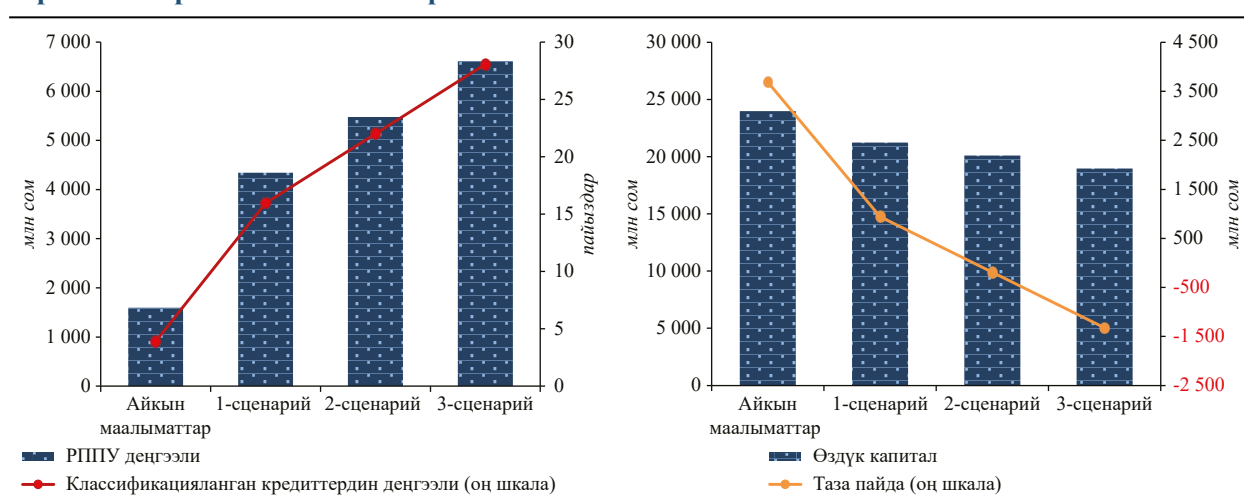 7 000
6 000
5 000
4 000
3 000
2 000
1 000
0
млн сом
30
25
20
15
10
5
0
пайыздар
Айкын
маалыматтар
1-сценарий
2-сценарий
3-сценарий
РППУ деңгээли
Классификацияланган кредиттердин деңгээли (оң шкала)
30 000
25 000
20 000
15 000
10 000
5 000
0
млн сом
4 500
3 500
2 500
1 500
500
-500
-1 500
-2 500
млн сом
Айкын
маалыматтар
1-сценарий
2-сценарий
3-сценарий
Өздүк капитал
Таза пайда (оң шкала)